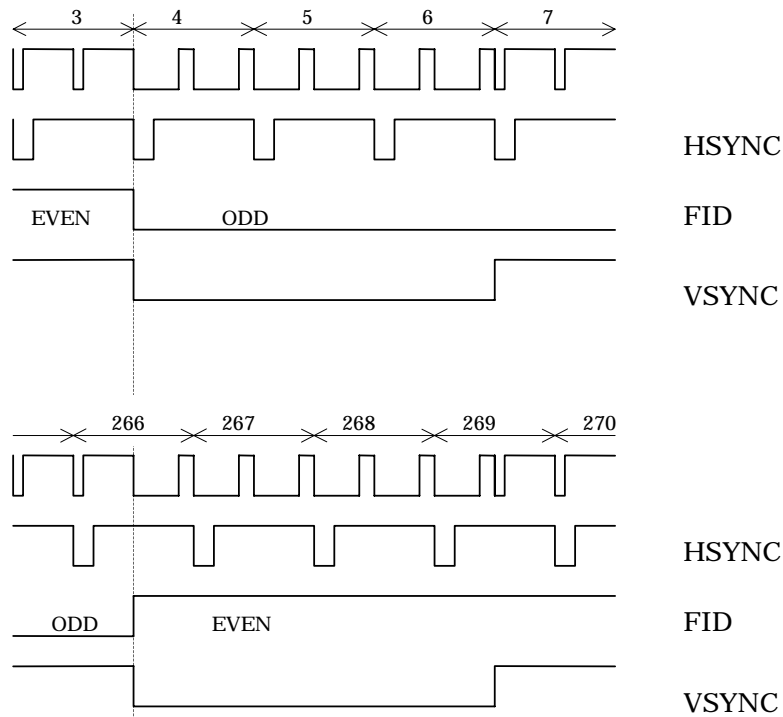 3 4 5 6 7
HSYNC
EVEN ODD FID
VSYNC
266 267 268 269 270
HSYNC
ODD EVEN FID
VSYNC